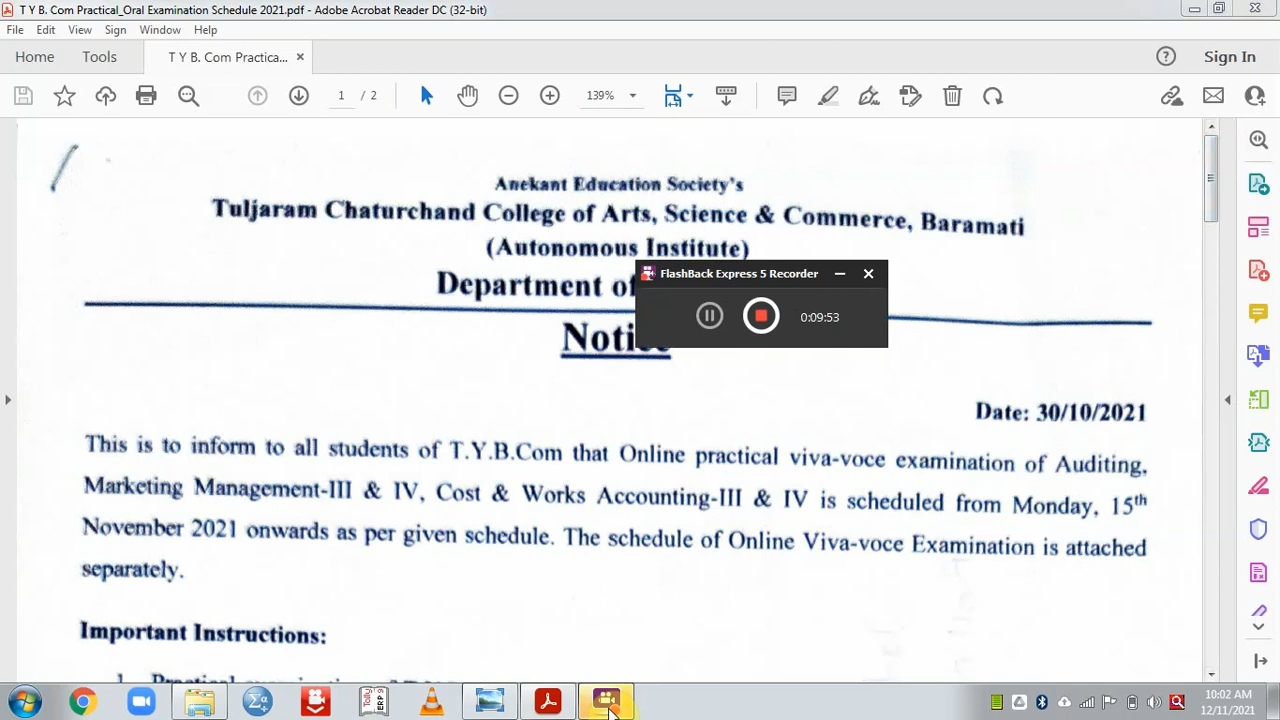 T Y B. Com Practical_Oral Examination Schedule 2021.pdf - Adobe Acrobat Reader DC (32-bit)
File Edit View Sign Window Help
Home Tools T Y B. Com Practica... × Sign In
1 / 2 139%
Anekant Education Society's
Tuljaram Chaturchand College of Arts, Science & Commerce, Baramati
(Autonomous Institute)
Department of
FlashBack Express 5 Recorder
0:09:53
Date: 30/10/2021
This is to inform to all students of T.Y.B.Com that Online practical viva-voce examination of Auditing,
Marketing Management-III & IV, Cost & Works Accounting-III & IV is scheduled from Monday, 15th
November 2021 onwards as per given schedule. The schedule of Online Viva-voce Examination is attached
separately.
Important Instructions:
Tally ERP9
10:02 AM
12/11/2021